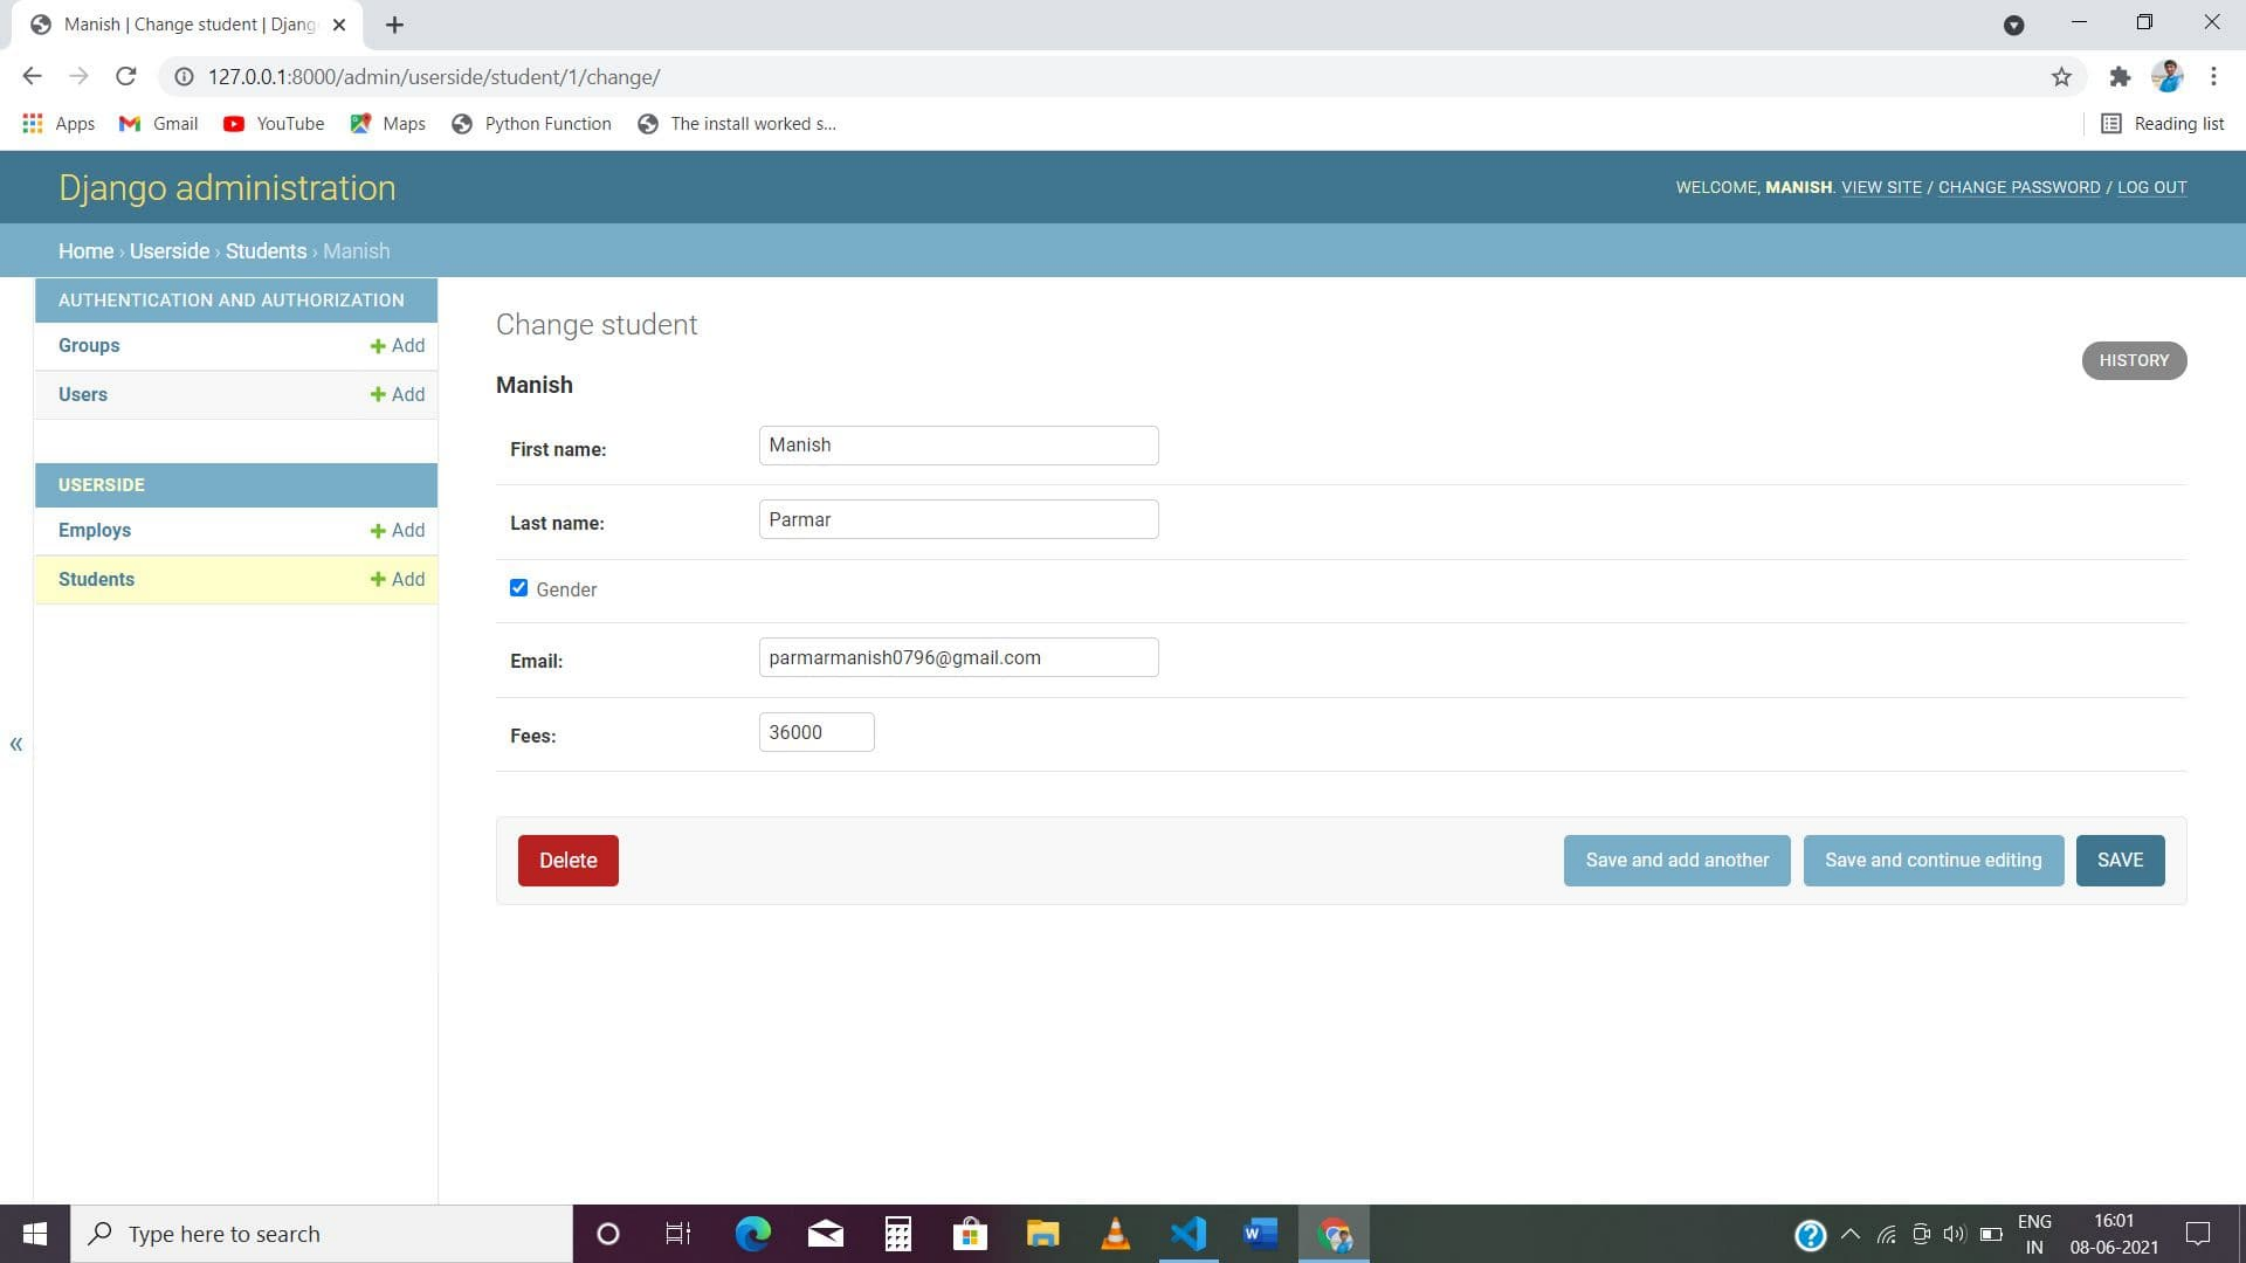 Manish | Change student | Djang
127.0.0.1:8000/admin/userside/student/1/change/
Apps Gmail YouTube Maps Python Function The install worked s... Reading list
Django administration
WELCOME, MANISH. VIEW SITE / CHANGE PASSWORD / LOG OUT
Home › Userside › Students › Manish
AUTHENTICATION AND AUTHORIZATION
Groups + Add
Users + Add
USERSIDE
Employs + Add
Students + Add
«
Change student
HISTORY
Manish
First name: Manish
Last name: Parmar
Gender
Email: parmarmanish0796@gmail.com
Fees: 36000
Delete Save and add another Save and continue editing SAVE
Type here to search
ENG
IN
16:01
08-06-2021